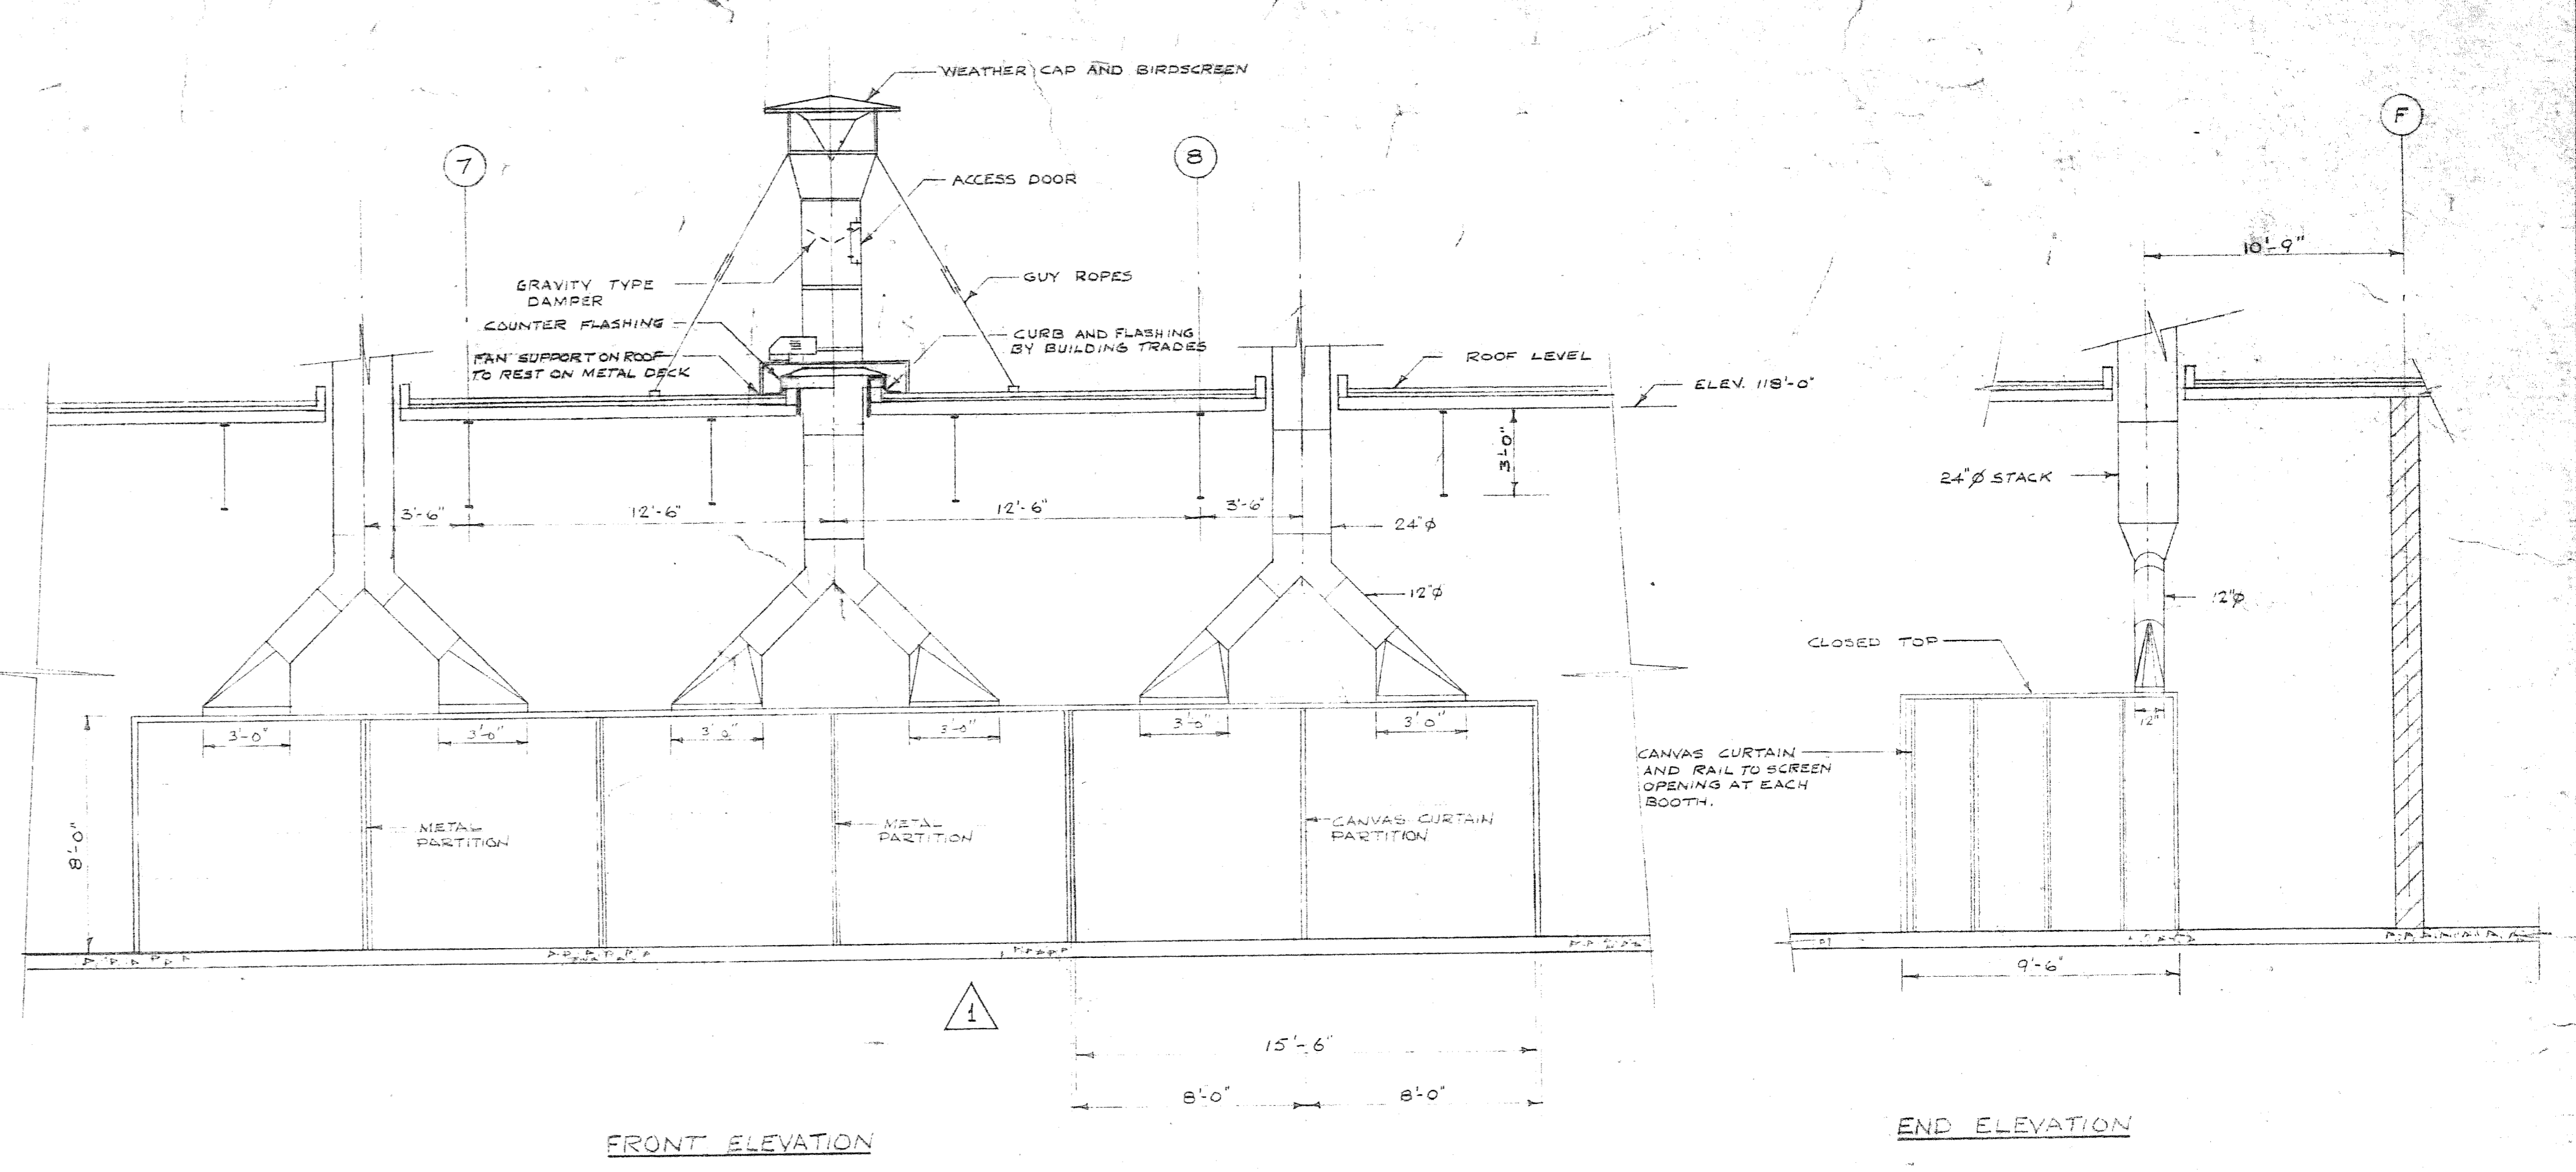 WEATHER CAP AND BIRDSCREEN
7
8
F
ACCESS DOOR
10'-9"
GRAVITY TYPE
DAMPER
GUY ROPES
COUNTER FLASHING
CURB AND FLASHING
BY BUILDING TRADES
FAN SUPPORT ON ROOF
TO REST ON METAL DECK
ROOF LEVEL
ELEV. 118'-0"
3'-0"
24"Ø STACK
3'-6"
12'-6"
12'-6"
3'-6"
24"Ø
12"Ø
12"Ø
CLOSED TOP
3'-0"
3'-0"
3'-0"
3'-0"
3'-0"
3'-0"
12"
CANVAS CURTAIN
AND RAIL TO SCREEN
OPENING AT EACH
BOOTH.
8'-0"
METAL
PARTITION
METAL
PARTITION
CANVAS CURTAIN
PARTITION
9'-6"
1
15'-6"
8'-0"
8'-0"
FRONT ELEVATION
END ELEVATION